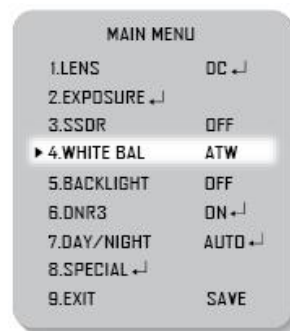 MAIN MENU
1.LENS DC ↵
2.EXPOSURE ↵
3.SSDR OFF
▶ 4.WHITE BAL ATW
5.BACKLIGHT OFF
6.DNR3 ON ↵
7.DAY/NIGHT AUTO ↵
8.SPECIAL ↵
9.EXIT SAVE